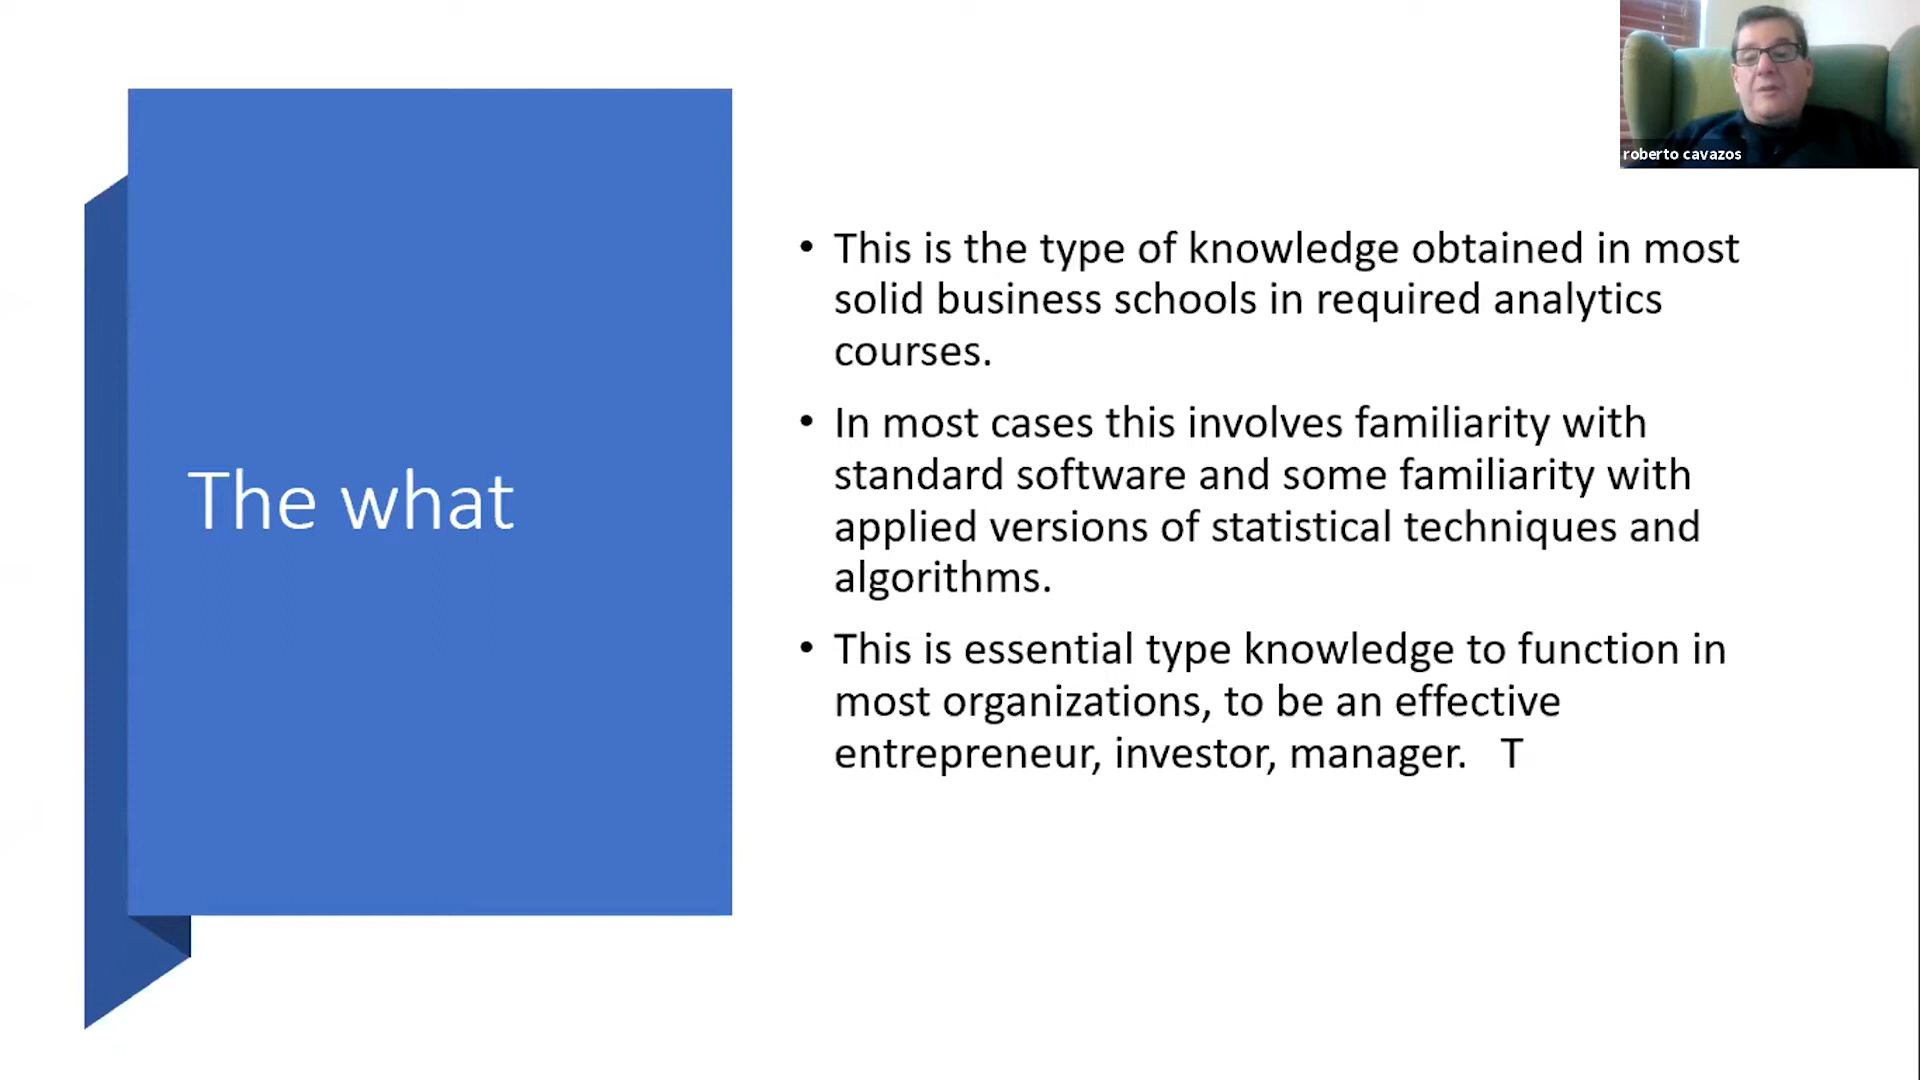 roberto cavazos
The what
• This is the type of knowledge obtained in most
solid business schools in required analytics
courses.
• In most cases this involves familiarity with
standard software and some familiarity with
applied versions of statistical techniques and
algorithms.
• This is essential type knowledge to function in
most organizations, to be an effective
entrepreneur, investor, manager.   T